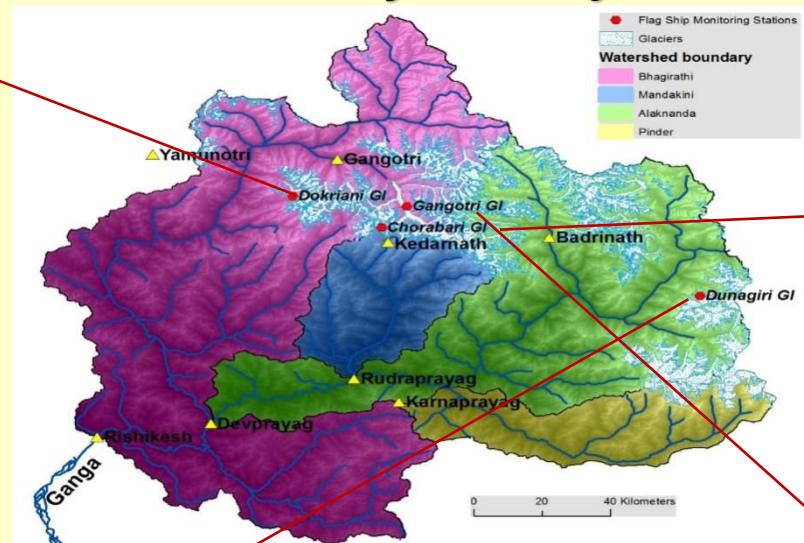 Flag Ship Monitoring Stations
Glaciers
Watershed boundary
Bhagirathi
Mandakini
Alaknanda
Pinder
Yamunotri
Gangotri
Dokriani Gl
Gangotri Gl
Chorabari Gl
Kedarnath
Badrinath
Dunagiri Gl
Rudraprayag
Karnaprayag
Devprayag
Rishikesh
Ganga
0 20 40 Kilometers